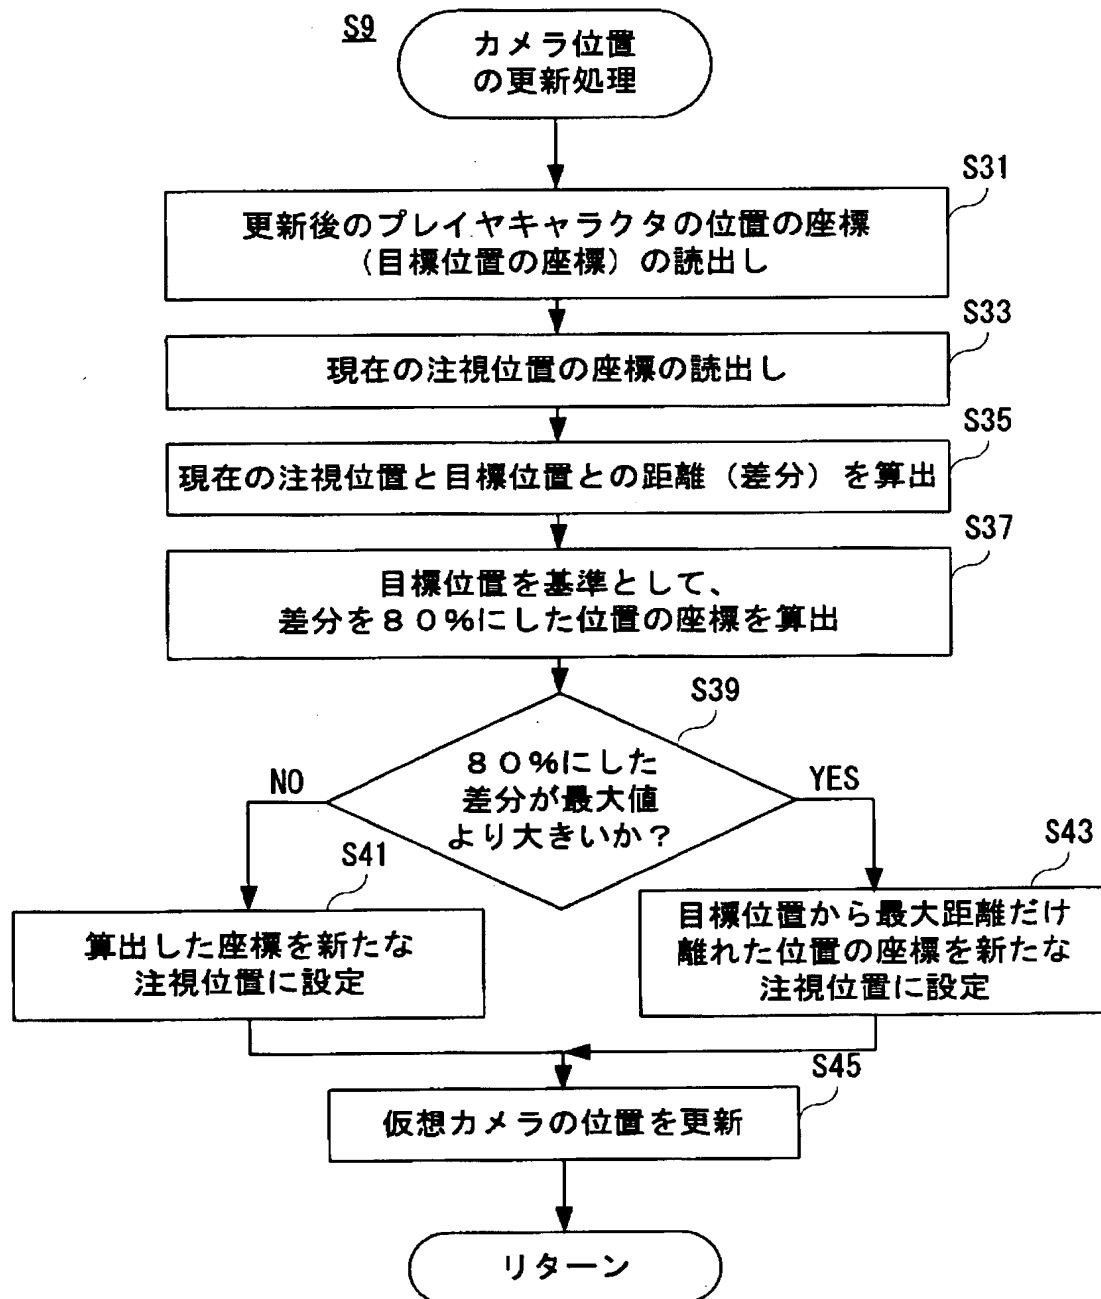 S9
カメラ位置
の更新処理
S31
更新後のプレイヤキャラクタの位置の座標
(目標位置の座標)の読出し
S33
現在の注視位置の座標の読出し
S35
現在の注視位置と目標位置との距離(差分)を算出
S37
目標位置を基準として、
差分を80%にした位置の座標を算出
S39
80%にした
差分が最大値
より大きいか?
NO
YES
S41
算出した座標を新たな
注視位置に設定
S43
目標位置から最大距離だけ
離れた位置の座標を新たな
注視位置に設定
S45
仮想カメラの位置を更新
リターン